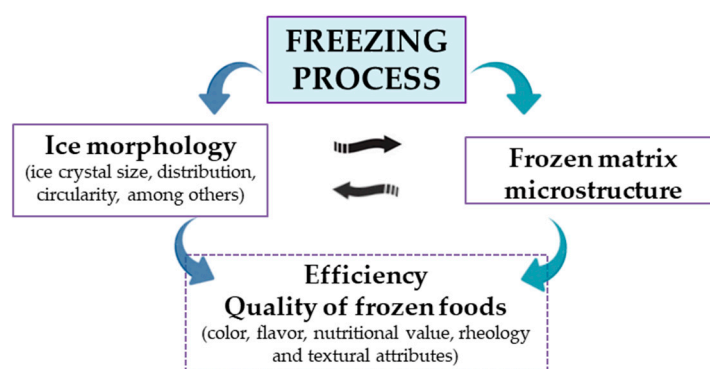 FREEZING
PROCESS
Ice morphology
(ice crystal size, distribution,
circularity, among others)
Frozen matrix
microstructure
Efficiency
Quality of frozen foods
(color, flavor, nutritional value, rheology
and textural attributes)